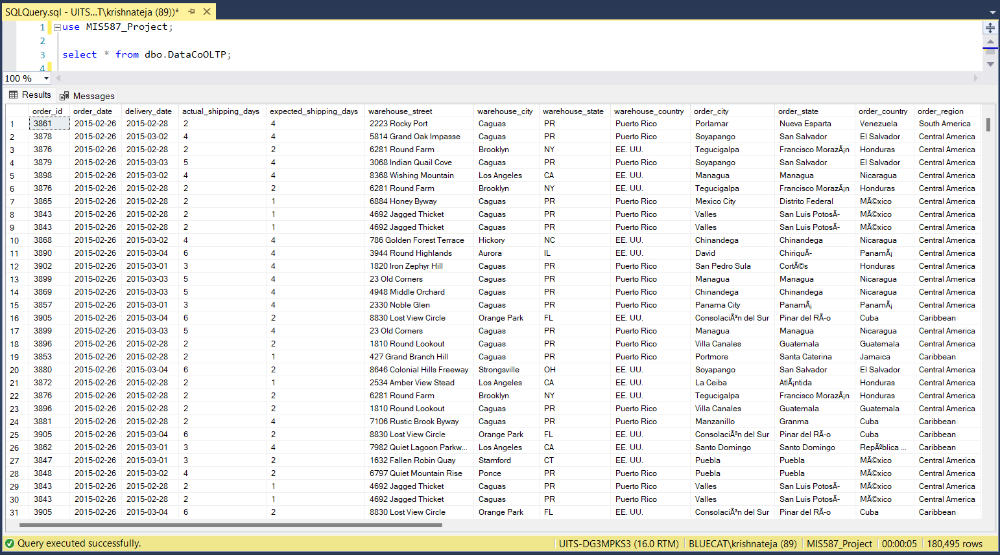 SQLQuery.sql - UITS...T\krishnateja (89))*
1 use MIS587_Project;
2
3 select * from dbo.DataCoOLTP;
4
100 %
Results Messages
order_id order_date delivery_date actual_shipping_days expected_shipping_days warehouse_street warehouse_city warehouse_state warehouse_country order_city order_state order_country order_region
1 3861 2015-02-26 2015-02-28 2 4 2223 Rocky Port Caguas PR Puerto Rico Porlamar Nueva Esparta Venezuela South America
2 3878 2015-02-26 2015-03-02 4 4 5814 Grand Oak Impasse Caguas PR Puerto Rico Soyapango San Salvador El Salvador Central America
3 3876 2015-02-26 2015-02-28 2 2 6281 Round Farm Brooklyn NY EE. UU. Tegucigalpa Francisco MorazÃ¡n Honduras Central America
4 3879 2015-02-26 2015-03-03 5 4 3068 Indian Quail Cove Caguas PR Puerto Rico Soyapango San Salvador El Salvador Central America
5 3898 2015-02-26 2015-03-02 4 4 8368 Wishing Mountain Los Angeles CA EE. UU. Managua Managua Nicaragua Central America
6 3876 2015-02-26 2015-02-28 2 2 6281 Round Farm Brooklyn NY EE. UU. Tegucigalpa Francisco MorazÃ¡n Honduras Central America
7 3865 2015-02-26 2015-02-28 2 1 6884 Honey Byway Caguas PR Puerto Rico Mexico City Distrito Federal MÃ©xico Central America
8 3843 2015-02-26 2015-02-28 2 1 4692 Jagged Thicket Caguas PR Puerto Rico Valles San Luis PotosÃ- MÃ©xico Central America
9 3843 2015-02-26 2015-02-28 2 1 4692 Jagged Thicket Caguas PR Puerto Rico Valles San Luis PotosÃ- MÃ©xico Central America
10 3868 2015-02-26 2015-03-02 4 4 786 Golden Forest Terrace Hickory NC EE. UU. Chinandega Chinandega Nicaragua Central America
11 3890 2015-02-26 2015-03-04 6 4 3944 Round Highlands Aurora IL EE. UU. David ChiriquÃ- PanamÃ¡ Central America
12 3902 2015-02-26 2015-03-01 3 4 1820 Iron Zephyr Hill Caguas PR Puerto Rico San Pedro Sula CortÃ©s Honduras Central America
13 3899 2015-02-26 2015-03-03 5 4 23 Old Corners Caguas PR Puerto Rico Managua Managua Nicaragua Central America
14 3869 2015-02-26 2015-03-03 5 4 4948 Middle Orchard Caguas PR Puerto Rico Chinandega Chinandega Nicaragua Central America
15 3857 2015-02-26 2015-03-01 3 4 2330 Noble Glen Caguas PR Puerto Rico Panama City PanamÃ¡ PanamÃ¡ Central America
16 3905 2015-02-26 2015-03-04 6 2 8830 Lost View Circle Orange Park FL EE. UU. ConsolaciÃ³n del Sur Pinar del RÃ-o Cuba Caribbean
17 3899 2015-02-26 2015-03-03 5 4 23 Old Corners Caguas PR Puerto Rico Managua Managua Nicaragua Central America
18 3896 2015-02-26 2015-02-28 2 2 1810 Round Lookout Caguas PR Puerto Rico Villa Canales Guatemala Guatemala Central America
19 3853 2015-02-26 2015-02-28 2 1 427 Grand Branch Hill Caguas PR Puerto Rico Portmore Santa Caterina Jamaica Caribbean
20 3880 2015-02-26 2015-03-04 6 2 8646 Colonial Hills Freeway Strongsville OH EE. UU. Soyapango San Salvador El Salvador Central America
21 3872 2015-02-26 2015-02-28 2 1 2534 Amber View Stead Los Angeles CA EE. UU. La Ceiba AtlÃ¡ntida Honduras Central America
22 3876 2015-02-26 2015-02-28 2 2 6281 Round Farm Brooklyn NY EE. UU. Tegucigalpa Francisco MorazÃ¡n Honduras Central America
23 3896 2015-02-26 2015-02-28 2 2 1810 Round Lookout Caguas PR Puerto Rico Villa Canales Guatemala Guatemala Central America
24 3881 2015-02-26 2015-02-28 2 4 7106 Rustic Brook Byway Caguas PR Puerto Rico Manzanillo Granma Cuba Caribbean
25 3905 2015-02-26 2015-03-04 6 2 8830 Lost View Circle Orange Park FL EE. UU. ConsolaciÃ³n del Sur Pinar del RÃ-o Cuba Caribbean
26 3862 2015-02-26 2015-03-01 3 4 7982 Quiet Lagoon Parkw... Los Angeles CA EE. UU. Santo Domingo Santo Domingo RepÃºblica ... Caribbean
27 3847 2015-02-26 2015-03-01 3 2 1632 Fallen Robin Quay Stamford CT EE. UU. Puebla Puebla MÃ©xico Central America
28 3848 2015-02-26 2015-03-02 4 2 6797 Quiet Mountain Rise Ponce PR Puerto Rico Puebla Puebla MÃ©xico Central America
29 3843 2015-02-26 2015-02-28 2 1 4692 Jagged Thicket Caguas PR Puerto Rico Valles San Luis PotosÃ- MÃ©xico Central America
30 3843 2015-02-26 2015-02-28 2 1 4692 Jagged Thicket Caguas PR Puerto Rico Valles San Luis PotosÃ- MÃ©xico Central America
31 3905 2015-02-26 2015-03-04 6 2 8830 Lost View Circle Orange Park FL EE. UU. ConsolaciÃ³n del Sur Pinar del RÃ-o Cuba Caribbean
Query executed successfully. UITS-DG3MPKS3 (16.0 RTM) BLUECAT\krishnateja (89) MIS587_Project 00:00:05 180,495 rows